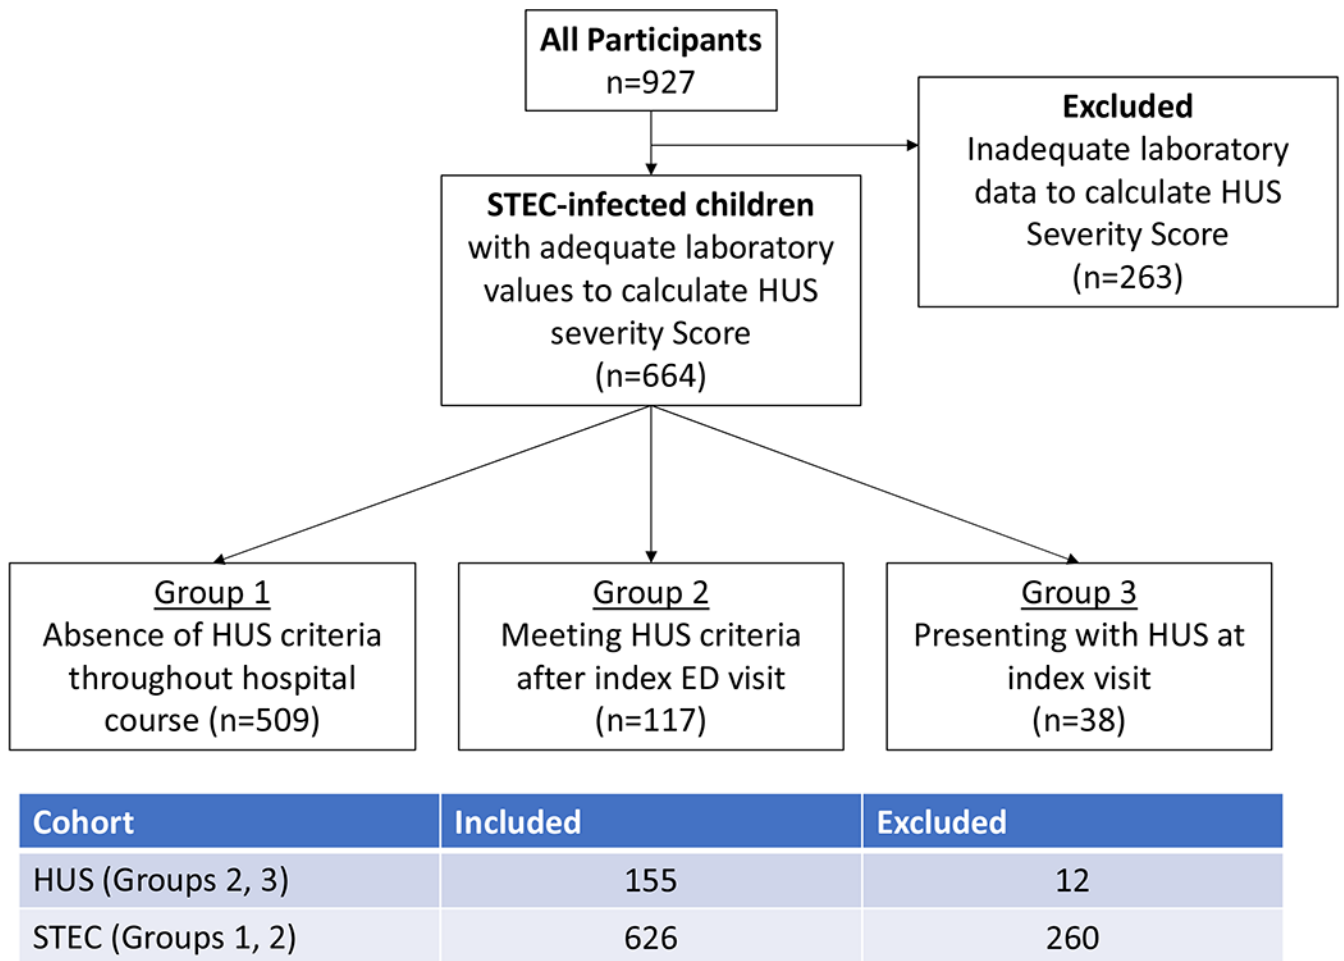 All Participants
n=927
Excluded
Inadequate laboratory
data to calculate HUS
Severity Score
(n=263)
STEC-infected children
with adequate laboratory
values to calculate HUS
severity Score
(n=664)
Group 1
Absence of HUS criteria
throughout hospital
course (n=509)
Group 2
Meeting HUS criteria
after index ED visit
(n=117)
Group 3
Presenting with HUS at
index visit
(n=38)
Cohort Included Excluded
HUS (Groups 2, 3) 155 12
STEC (Groups 1, 2) 626 260